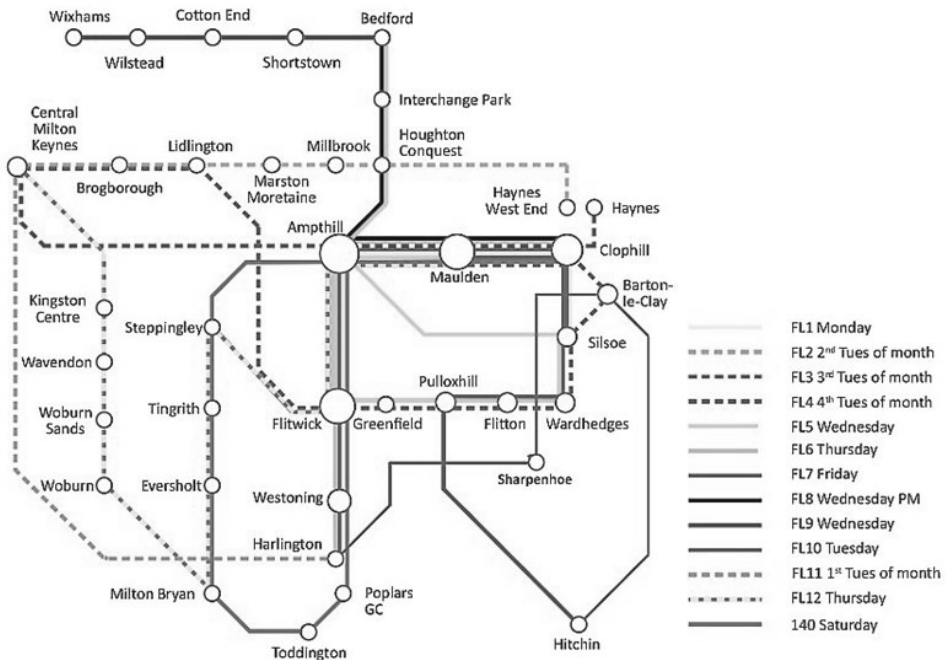 Wixhams
Cotton End
Bedford
Wilstead
Shortstown
Interchange Park
Central
Milton
Keynes
Lidlington
Millbrook
Houghton
Conquest
Brogborough
Marston
Moretaine
Haynes
West End
Haynes
Ampthill
Clophill
Maulden
Barton-
le-Clay
Kingston
Centre
Steppingley
Silsoe
Wavendon
Pulloxhill
Tingrith
Flitwick
Greenfield
Flitton
Wardhedges
Woburn
Sands
Sharpenhoe
Woburn
Eversholt
Westoning
Harlington
Milton Bryan
Poplars
GC
Toddington
Hitchin
FL1 Monday
FL2 2nd Tues of month
FL3 3rd Tues of month
FL4 4th Tues of month
FL5 Wednesday
FL6 Thursday
FL7 Friday
FL8 Wednesday PM
FL9 Wednesday
FL10 Tuesday
FL11 1st Tues of month
FL12 Thursday
140 Saturday